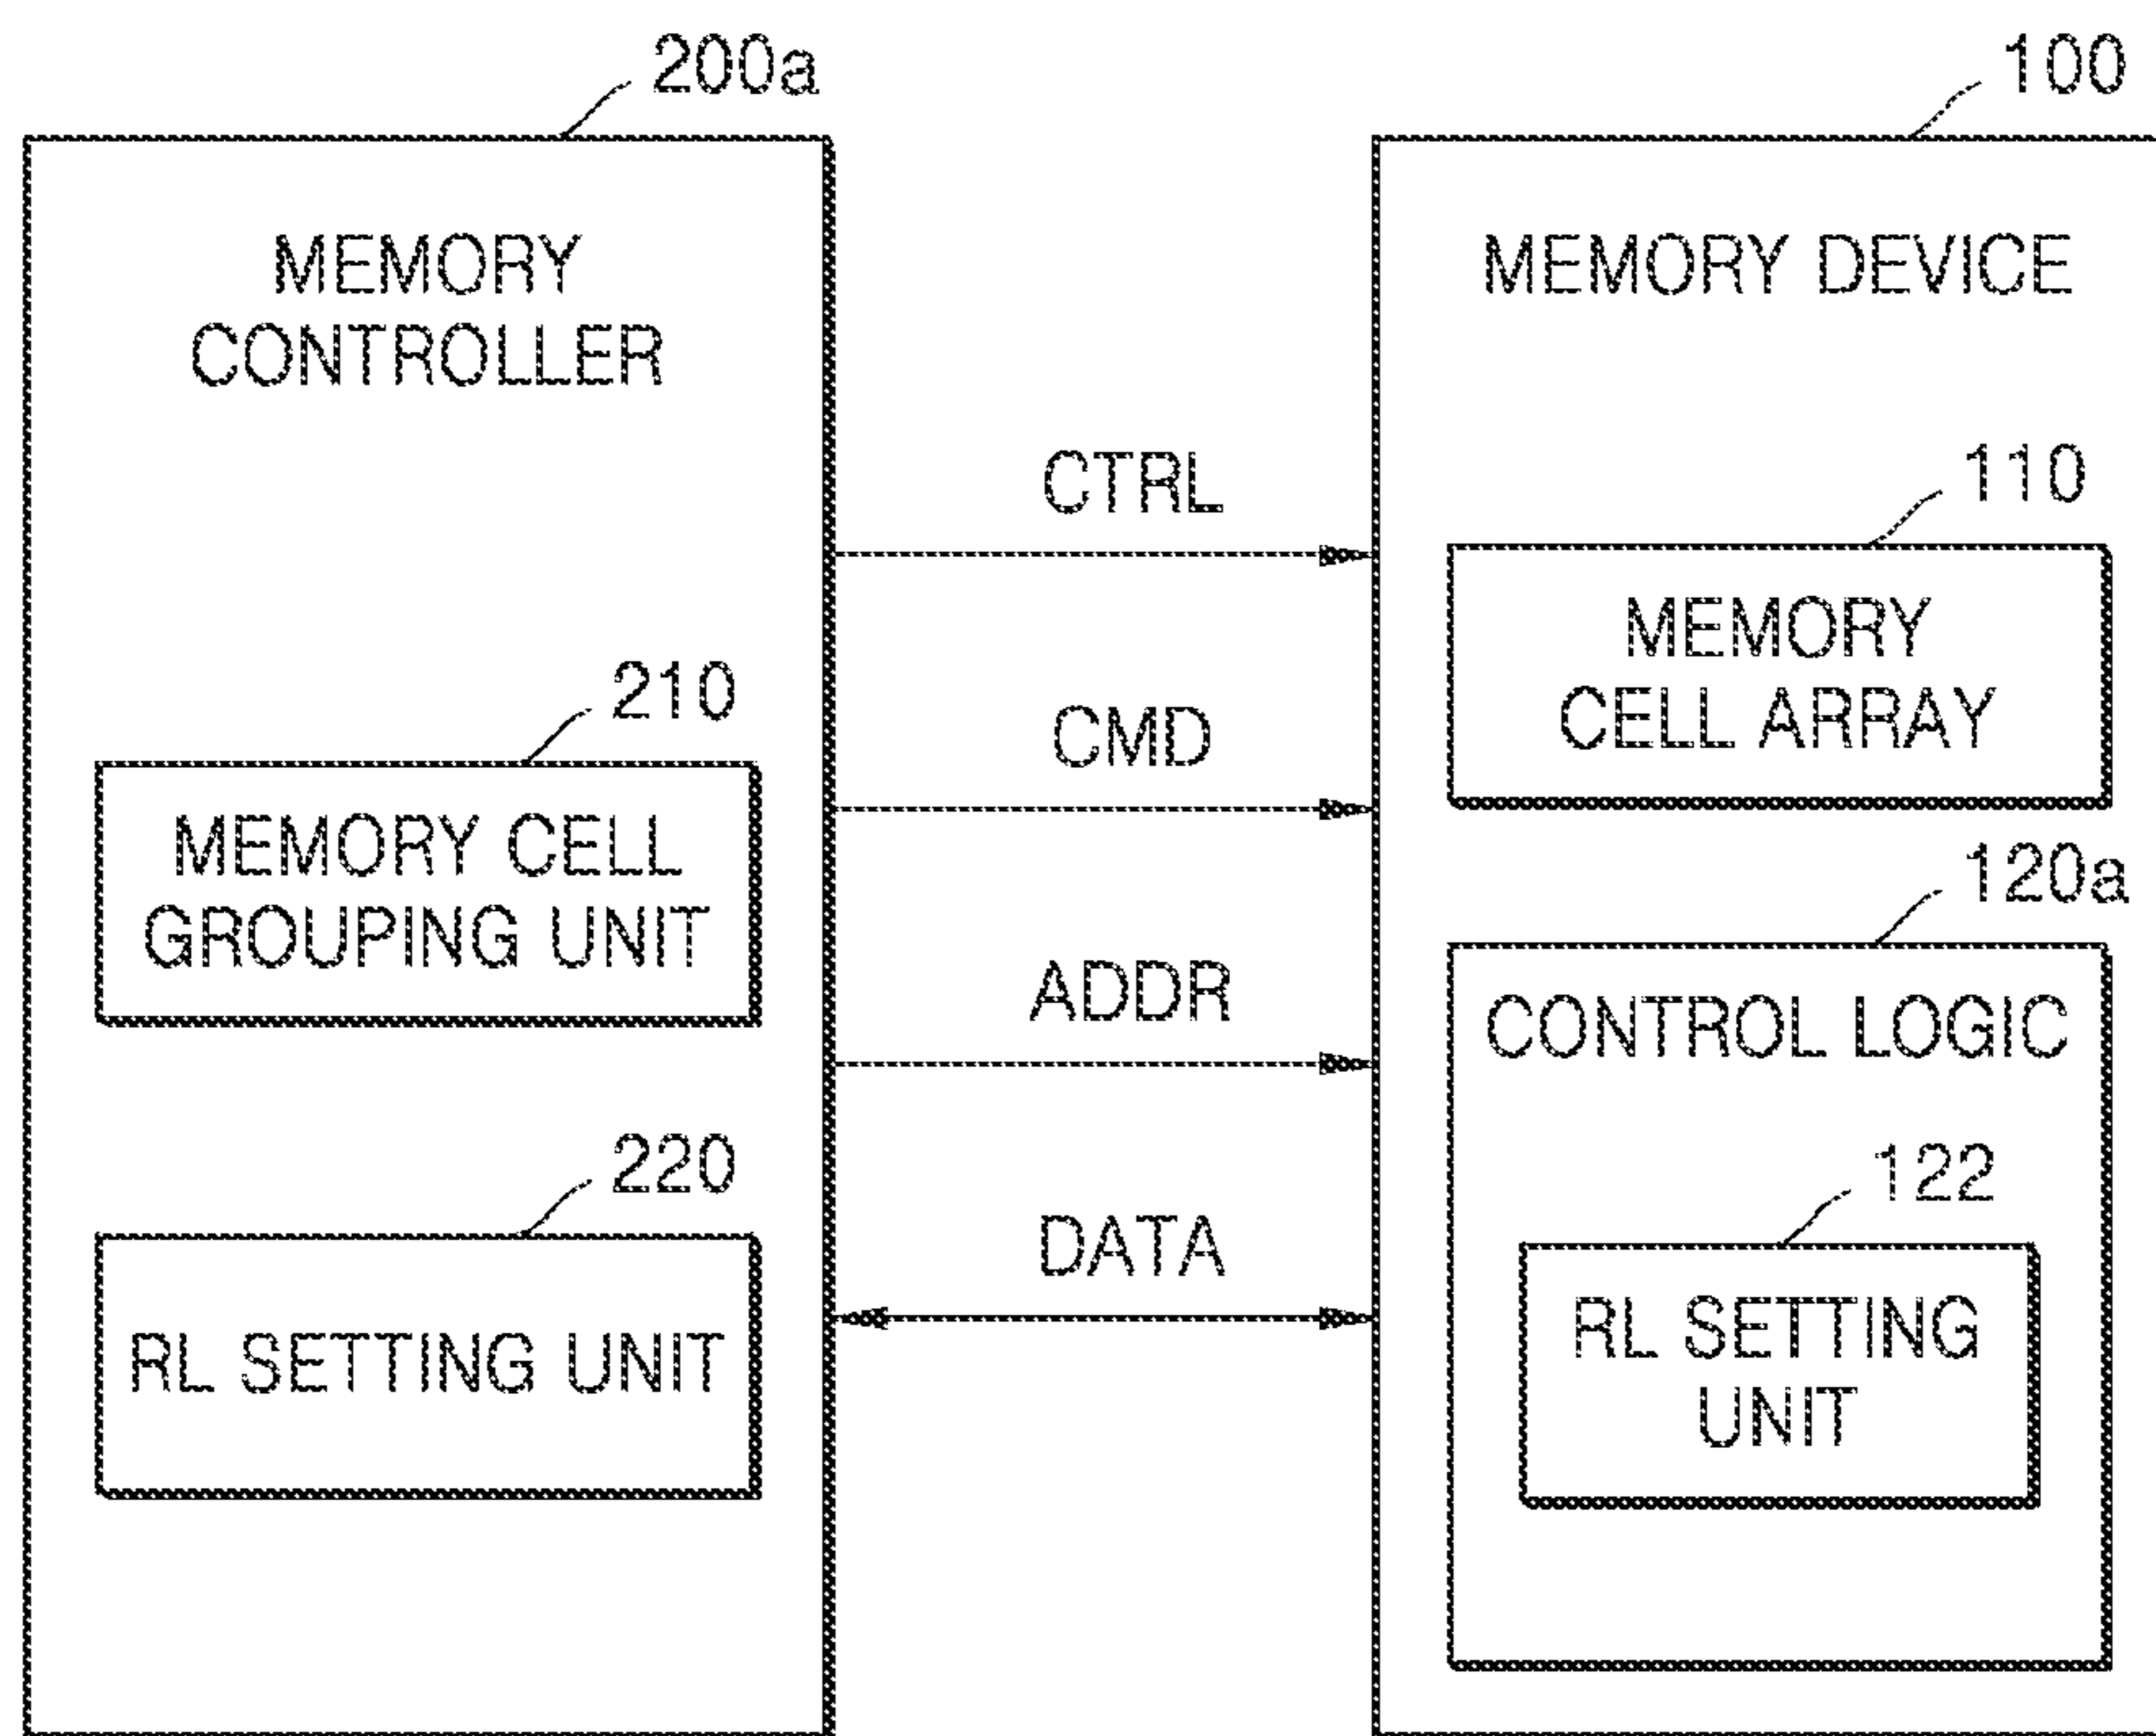 200a
100
MEMORY
CONTROLLER
MEMORY DEVICE
CTRL
110
MEMORY
CELL ARRAY
210
CMD
MEMORY CELL
GROUPING UNIT
120a
ADDR
CONTROL LOGIC
220
122
DATA
RL SETTING UNIT
RL SETTING
UNIT